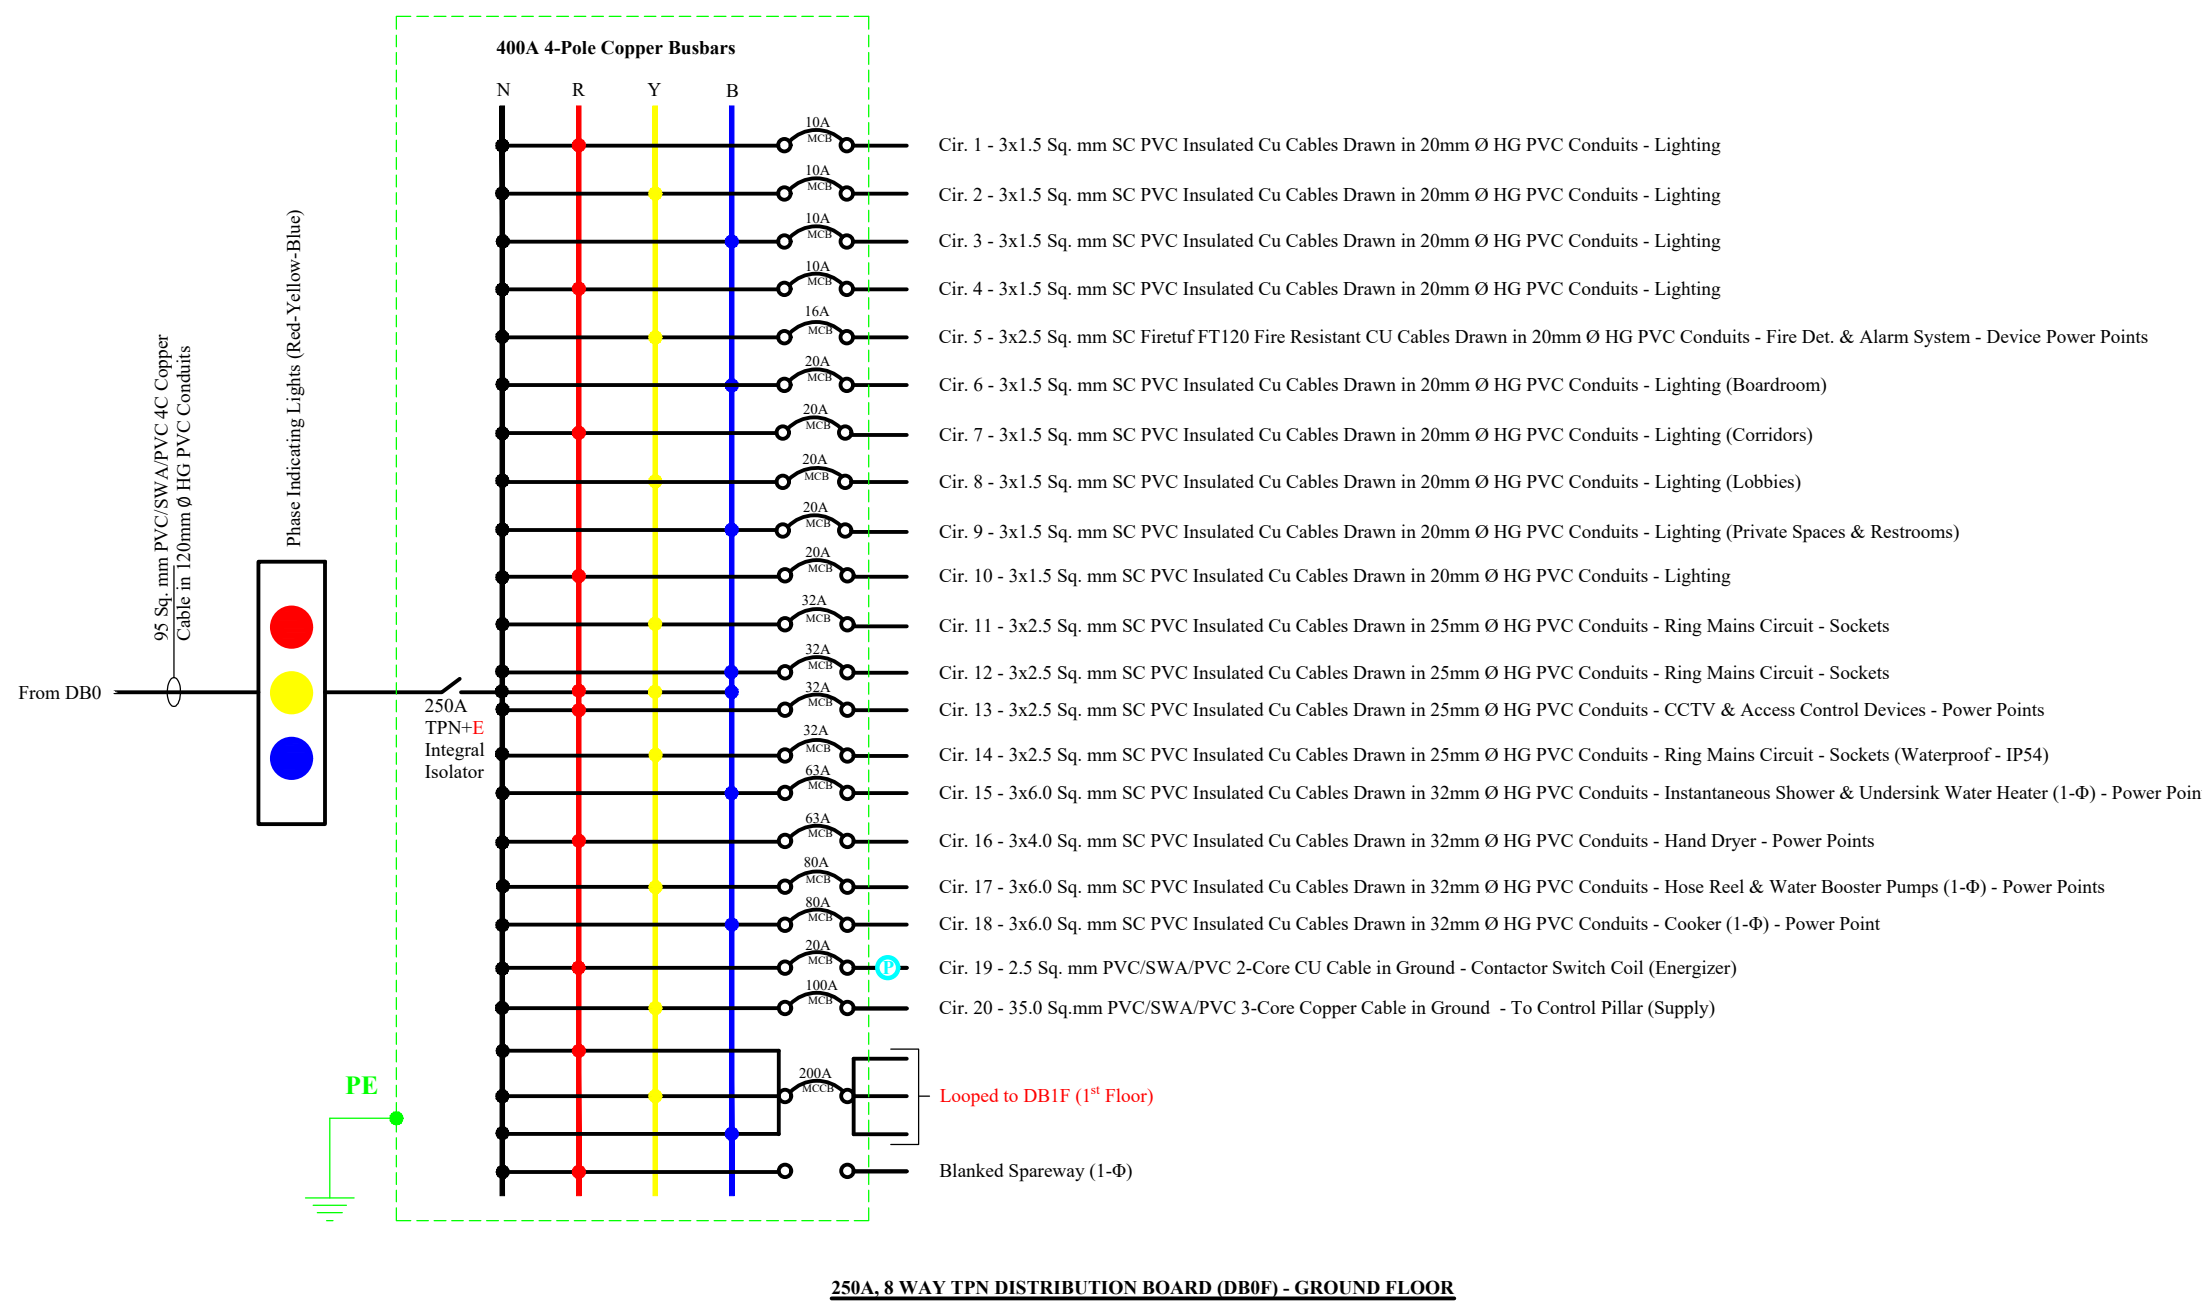 400A 4-Pole Copper Busbars
N R Y B
10A
MCB
Cir. 1 - 3x1.5 Sq. mm SC PVC Insulated Cu Cables Drawn in 20mm Ø HG PVC Conduits - Lighting
10A
MCB
Cir. 2 - 3x1.5 Sq. mm SC PVC Insulated Cu Cables Drawn in 20mm Ø HG PVC Conduits - Lighting
10A
MCB
Cir. 3 - 3x1.5 Sq. mm SC PVC Insulated Cu Cables Drawn in 20mm Ø HG PVC Conduits - Lighting
10A
MCB
Cir. 4 - 3x1.5 Sq. mm SC PVC Insulated Cu Cables Drawn in 20mm Ø HG PVC Conduits - Lighting
16A
MCB
Cir. 5 - 3x2.5 Sq. mm SC Firetuf FT120 Fire Resistant CU Cables Drawn in 20mm Ø HG PVC Conduits - Fire Det. & Alarm System - Device Power Points
20A
MCB
Cir. 6 - 3x1.5 Sq. mm SC PVC Insulated Cu Cables Drawn in 20mm Ø HG PVC Conduits - Lighting (Boardroom)
20A
MCB
Cir. 7 - 3x1.5 Sq. mm SC PVC Insulated Cu Cables Drawn in 20mm Ø HG PVC Conduits - Lighting (Corridors)
20A
MCB
Cir. 8 - 3x1.5 Sq. mm SC PVC Insulated Cu Cables Drawn in 20mm Ø HG PVC Conduits - Lighting (Lobbies)
20A
MCB
Cir. 9 - 3x1.5 Sq. mm SC PVC Insulated Cu Cables Drawn in 20mm Ø HG PVC Conduits - Lighting (Private Spaces & Restrooms)
20A
MCB
Cir. 10 - 3x1.5 Sq. mm SC PVC Insulated Cu Cables Drawn in 20mm Ø HG PVC Conduits - Lighting
32A
MCB
Cir. 11 - 3x2.5 Sq. mm SC PVC Insulated Cu Cables Drawn in 25mm Ø HG PVC Conduits - Ring Mains Circuit - Sockets
32A
MCB
Cir. 12 - 3x2.5 Sq. mm SC PVC Insulated Cu Cables Drawn in 25mm Ø HG PVC Conduits - Ring Mains Circuit - Sockets
32A
MCB
Cir. 13 - 3x2.5 Sq. mm SC PVC Insulated Cu Cables Drawn in 25mm Ø HG PVC Conduits - CCTV & Access Control Devices - Power Points
32A
MCB
Cir. 14 - 3x2.5 Sq. mm SC PVC Insulated Cu Cables Drawn in 25mm Ø HG PVC Conduits - Ring Mains Circuit - Sockets (Waterproof - IP54)
63A
MCB
Cir. 15 - 3x6.0 Sq. mm SC PVC Insulated Cu Cables Drawn in 32mm Ø HG PVC Conduits - Instantaneous Shower & Undersink Water Heater (1-Φ) - Power Poin
63A
MCB
Cir. 16 - 3x4.0 Sq. mm SC PVC Insulated Cu Cables Drawn in 32mm Ø HG PVC Conduits - Hand Dryer - Power Points
80A
MCB
Cir. 17 - 3x6.0 Sq. mm SC PVC Insulated Cu Cables Drawn in 32mm Ø HG PVC Conduits - Hose Reel & Water Booster Pumps (1-Φ) - Power Points
80A
MCB
Cir. 18 - 3x6.0 Sq. mm SC PVC Insulated Cu Cables Drawn in 32mm Ø HG PVC Conduits - Cooker (1-Φ) - Power Point
20A
MCB
P
Cir. 19 - 2.5 Sq. mm PVC/SWA/PVC 2-Core CU Cable in Ground - Contactor Switch Coil (Energizer)
100A
MCB
Cir. 20 - 35.0 Sq.mm PVC/SWA/PVC 3-Core Copper Cable in Ground - To Control Pillar (Supply)
200A
MCCB
Looped to DB1F (1st Floor)
Blanked Spareway (1-Φ)
From DB0
95 Sq. mm PVC/SWA/PVC 4C Copper
Cable in 120mm Ø HG PVC Conduits
Phase Indicating Lights (Red-Yellow-Blue)
250A
TPN+E
Integral
Isolator
PE
250A, 8 WAY TPN DISTRIBUTION BOARD (DB0F) - GROUND FLOOR